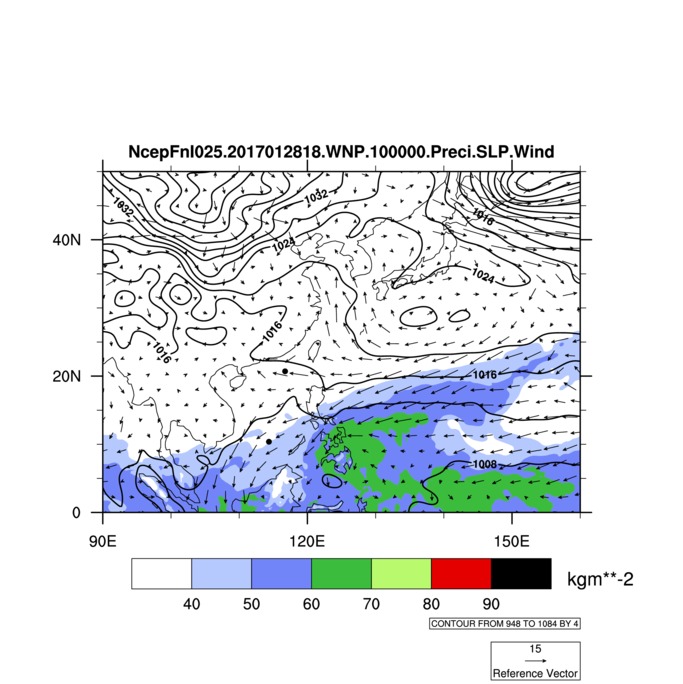 NcepFnl025.2017012818.WNP.100000.Preci.SLP.Wind
1032
1032
1016
40N
1024
1024
1016
1016
20N
1016
1008
0
90E 120E 150E
kgm**-2
40 50 60 70 80 90
CONTOUR FROM 948 TO 1084 BY 4
15
Reference Vector